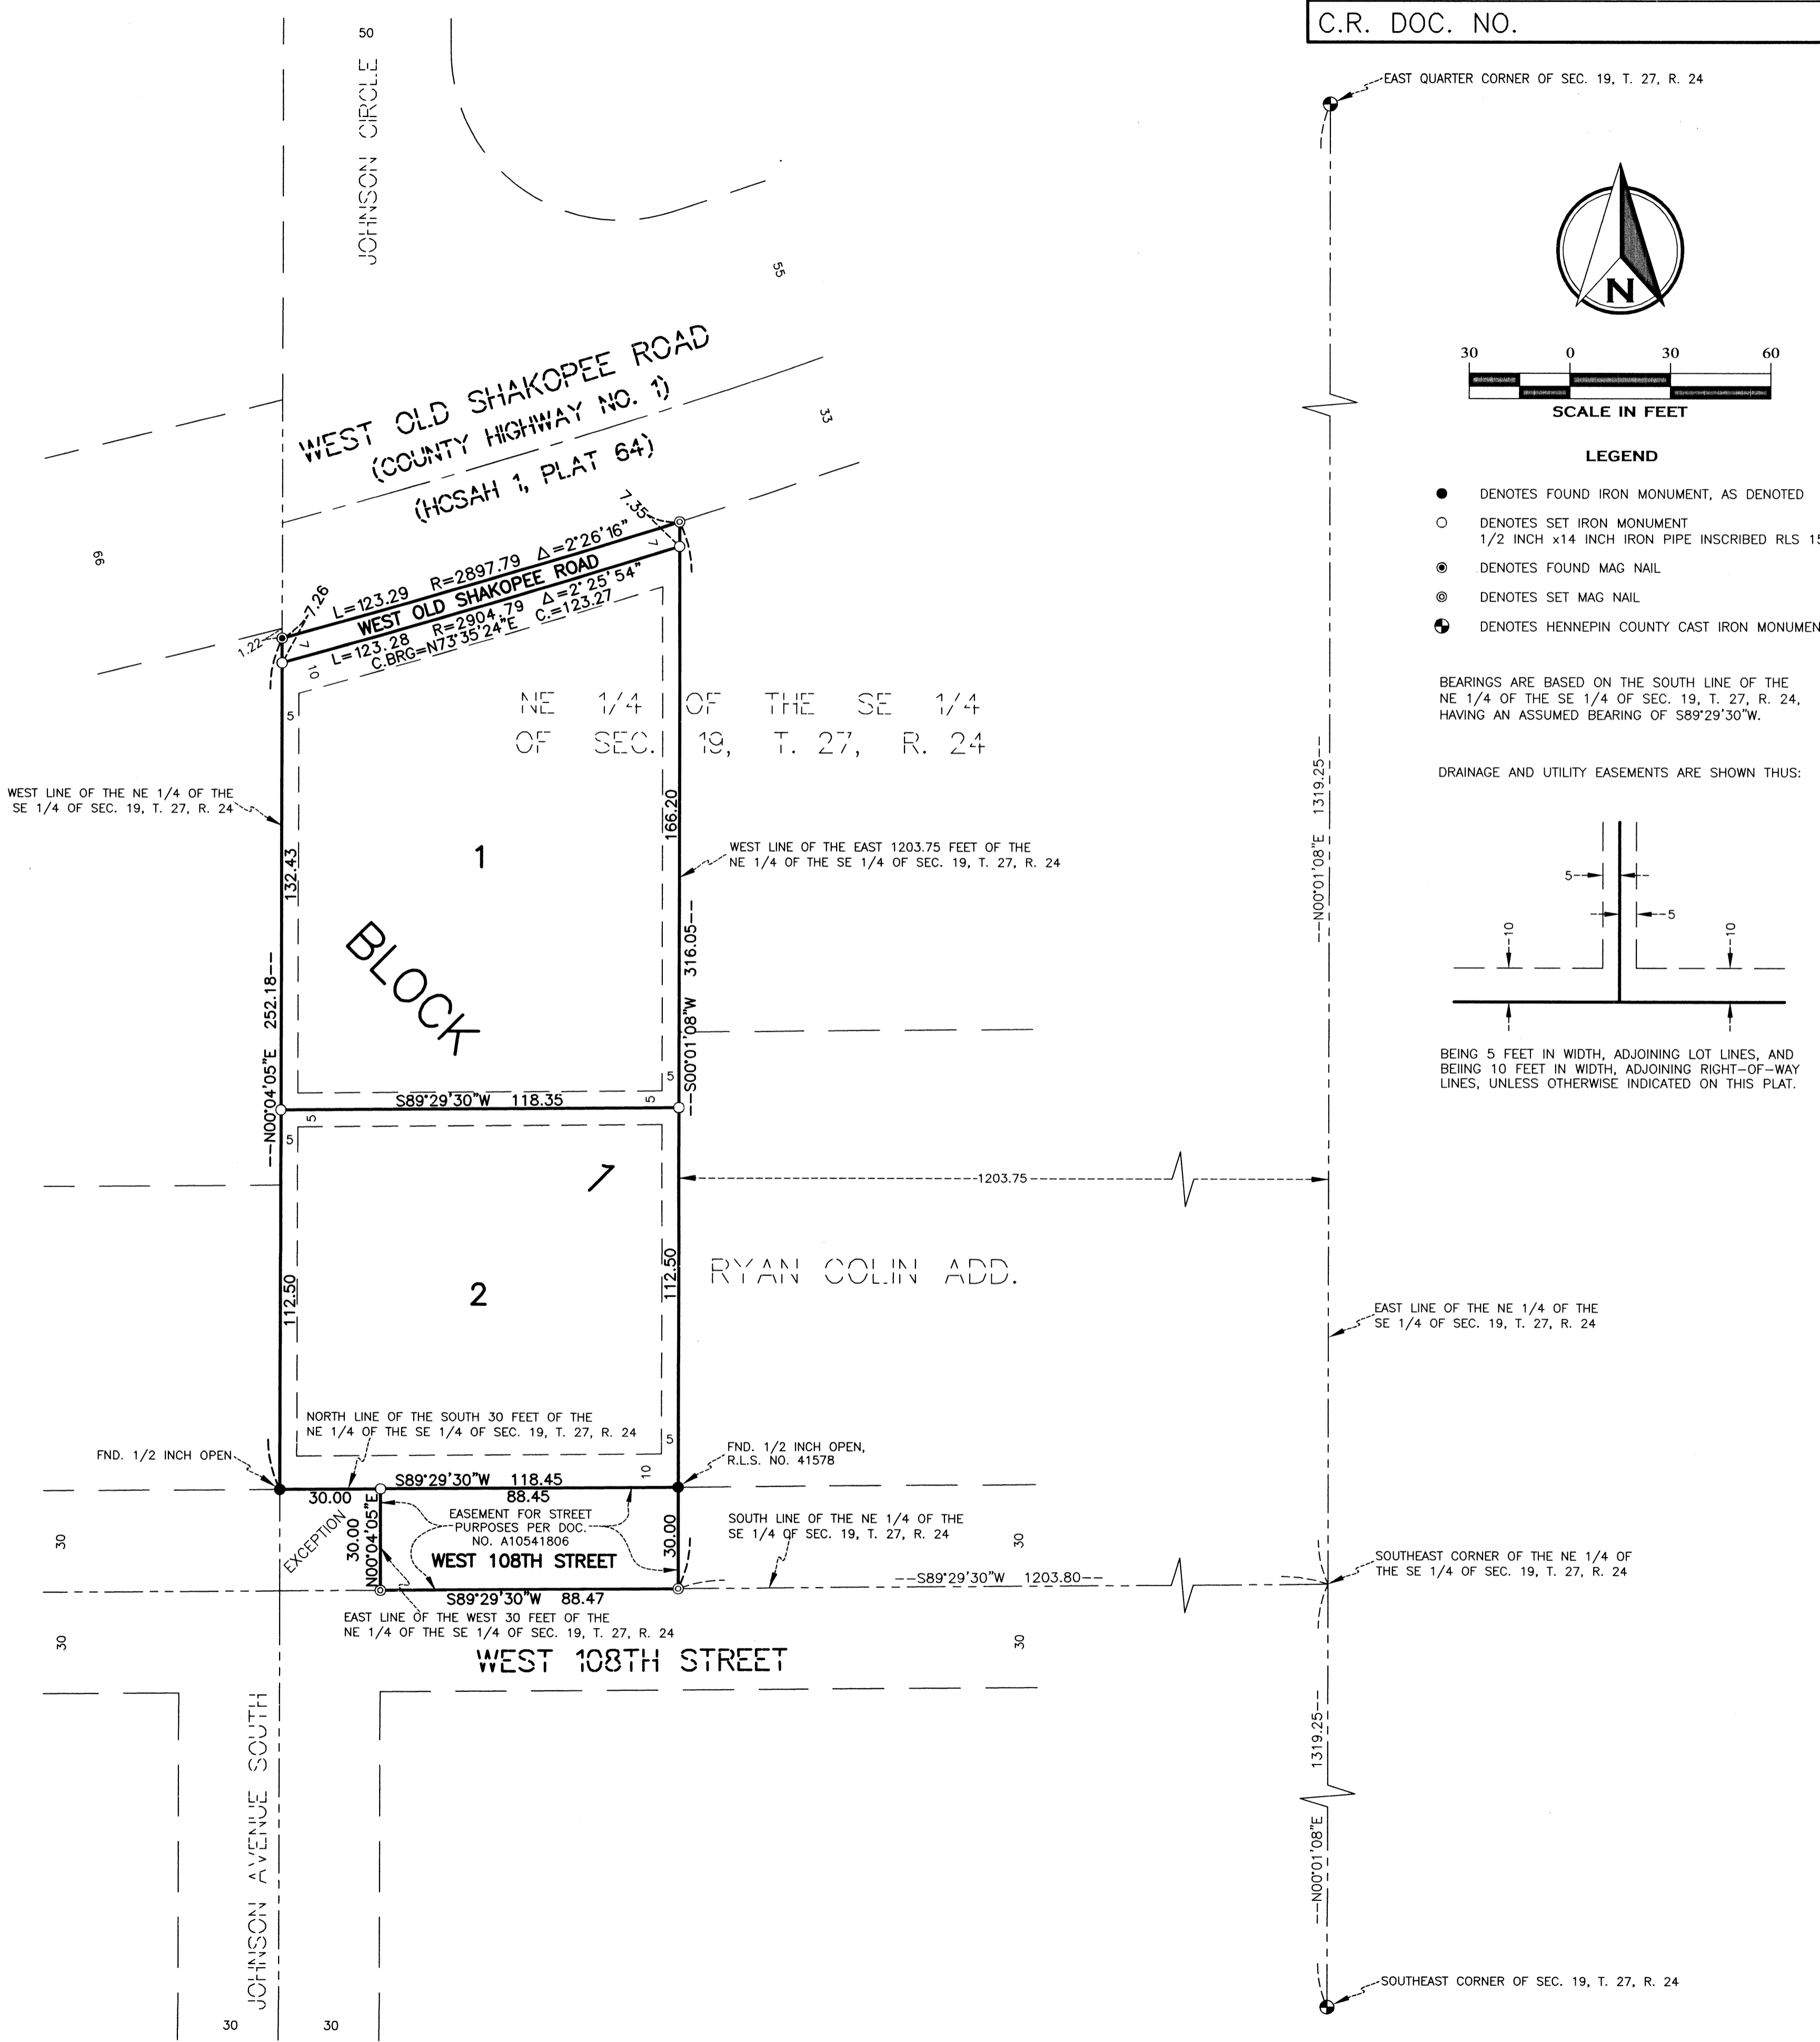 C.R. DOC. NO.
50
JOHNSON CIRCLE
EAST QUARTER CORNER OF SEC. 19, T. 27, R. 24
N
30 0 30 60
SCALE IN FEET
LEGEND
DENOTES FOUND IRON MONUMENT, AS DENOTED
DENOTES SET IRON MONUMENT
1/2 INCH x14 INCH IRON PIPE INSCRIBED RLS 15
DENOTES FOUND MAG NAIL
DENOTES SET MAG NAIL
DENOTES HENNEPIN COUNTY CAST IRON MONUMEN
BEARINGS ARE BASED ON THE SOUTH LINE OF THE
NE 1/4 OF THE SE 1/4 OF SEC. 19, T. 27, R. 24,
HAVING AN ASSUMED BEARING OF S89°29'30"W.
DRAINAGE AND UTILITY EASEMENTS ARE SHOWN THUS:
5
5
10
10
BEING 5 FEET IN WIDTH, ADJOINING LOT LINES, AND
BEING 10 FEET IN WIDTH, ADJOINING RIGHT-OF-WAY
LINES, UNLESS OTHERWISE INDICATED ON THIS PLAT.
55
33
66
WEST OLD SHAKOPEE ROAD
(COUNTY HIGHWAY NO. 1)
(HCSAH 1, PLAT 64)
7.35
7
L=123.29 R=2897.79 Δ=2°26'16"
WEST OLD SHAKOPEE ROAD
L=123.28 R=2904.79 Δ=2°25'54"
C.BRG=N73°35'24"E C.=123.27
7.26
1.22
7
10
5
NE 1/4 OF THE SE 1/4
OF SEC. 19, T. 27, R. 24
WEST LINE OF THE NE 1/4 OF THE
SE 1/4 OF SEC. 19, T. 27, R. 24
132.43
1
166.20
WEST LINE OF THE EAST 1203.75 FEET OF THE
NE 1/4 OF THE SE 1/4 OF SEC. 19, T. 27, R. 24
BLOCK
--N00°04'05"E 252.18--
--S00°01'08"W 316.05--
--N00°01'08"E 1319.25--
5
S89°29'30"W 118.35
5
5
5
1
1203.75
112.50
2
112.50
RYAN COLIN ADD.
EAST LINE OF THE NE 1/4 OF THE
SE 1/4 OF SEC. 19, T. 27, R. 24
NORTH LINE OF THE SOUTH 30 FEET OF THE
NE 1/4 OF THE SE 1/4 OF SEC. 19, T. 27, R. 24
5
FND. 1/2 INCH OPEN
FND. 1/2 INCH OPEN,
R.L.S. NO. 41578
10
S89°29'30"W 118.45
30.00
88.45
EXCEPTION
30.00
N00°04'05"E
EASEMENT FOR STREET
PURPOSES PER DOC.
NO. A10541806
WEST 108TH STREET
30.00
SOUTH LINE OF THE NE 1/4 OF THE
SE 1/4 OF SEC. 19, T. 27, R. 24
30
30
S89°29'30"W 88.47
--S89°29'30"W 1203.80--
SOUTHEAST CORNER OF THE NE 1/4 OF
THE SE 1/4 OF SEC. 19, T. 27, R. 24
EAST LINE OF THE WEST 30 FEET OF THE
NE 1/4 OF THE SE 1/4 OF SEC. 19, T. 27, R. 24
30
30
WEST 108TH STREET
JOHNSON AVENUE SOUTH
30
30
1319.25--
--N00°01'08"E
SOUTHEAST CORNER OF SEC. 19, T. 27, R. 24